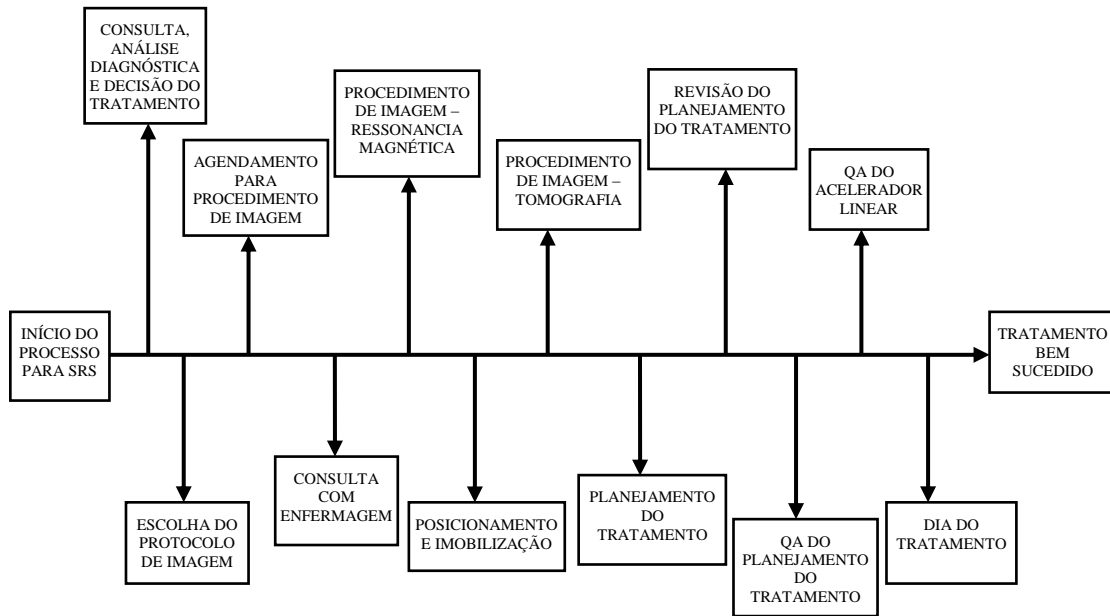 CONSULTA,
ANÁLISE
DIAGNÓSTICA
E DECISÃO DO
TRATAMENTO
AGENDAMENTO
PARA
PROCEDIMENTO
DE IMAGEM
PROCEDIMENTO
DE IMAGEM –
RESSONANCIA
MAGNÉTICA
PROCEDIMENTO
DE IMAGEM –
TOMOGRAFIA
REVISÃO DO
PLANEJAMENTO
DO TRATAMENTO
QA DO
ACELERADOR
LINEAR
INÍCIO DO
PROCESSO
PARA SRS
TRATAMENTO
BEM
SUCEDIDO
ESCOLHA DO
PROTOCOLO
DE IMAGEM
CONSULTA
COM
ENFERMAGEM
POSICIONAMENTO
E IMOBILIZAÇÃO
PLANEJAMENTO
DO
TRATAMENTO
QA DO
PLANEJAMENTO
DO
TRATAMENTO
DIA DO
TRATAMENTO